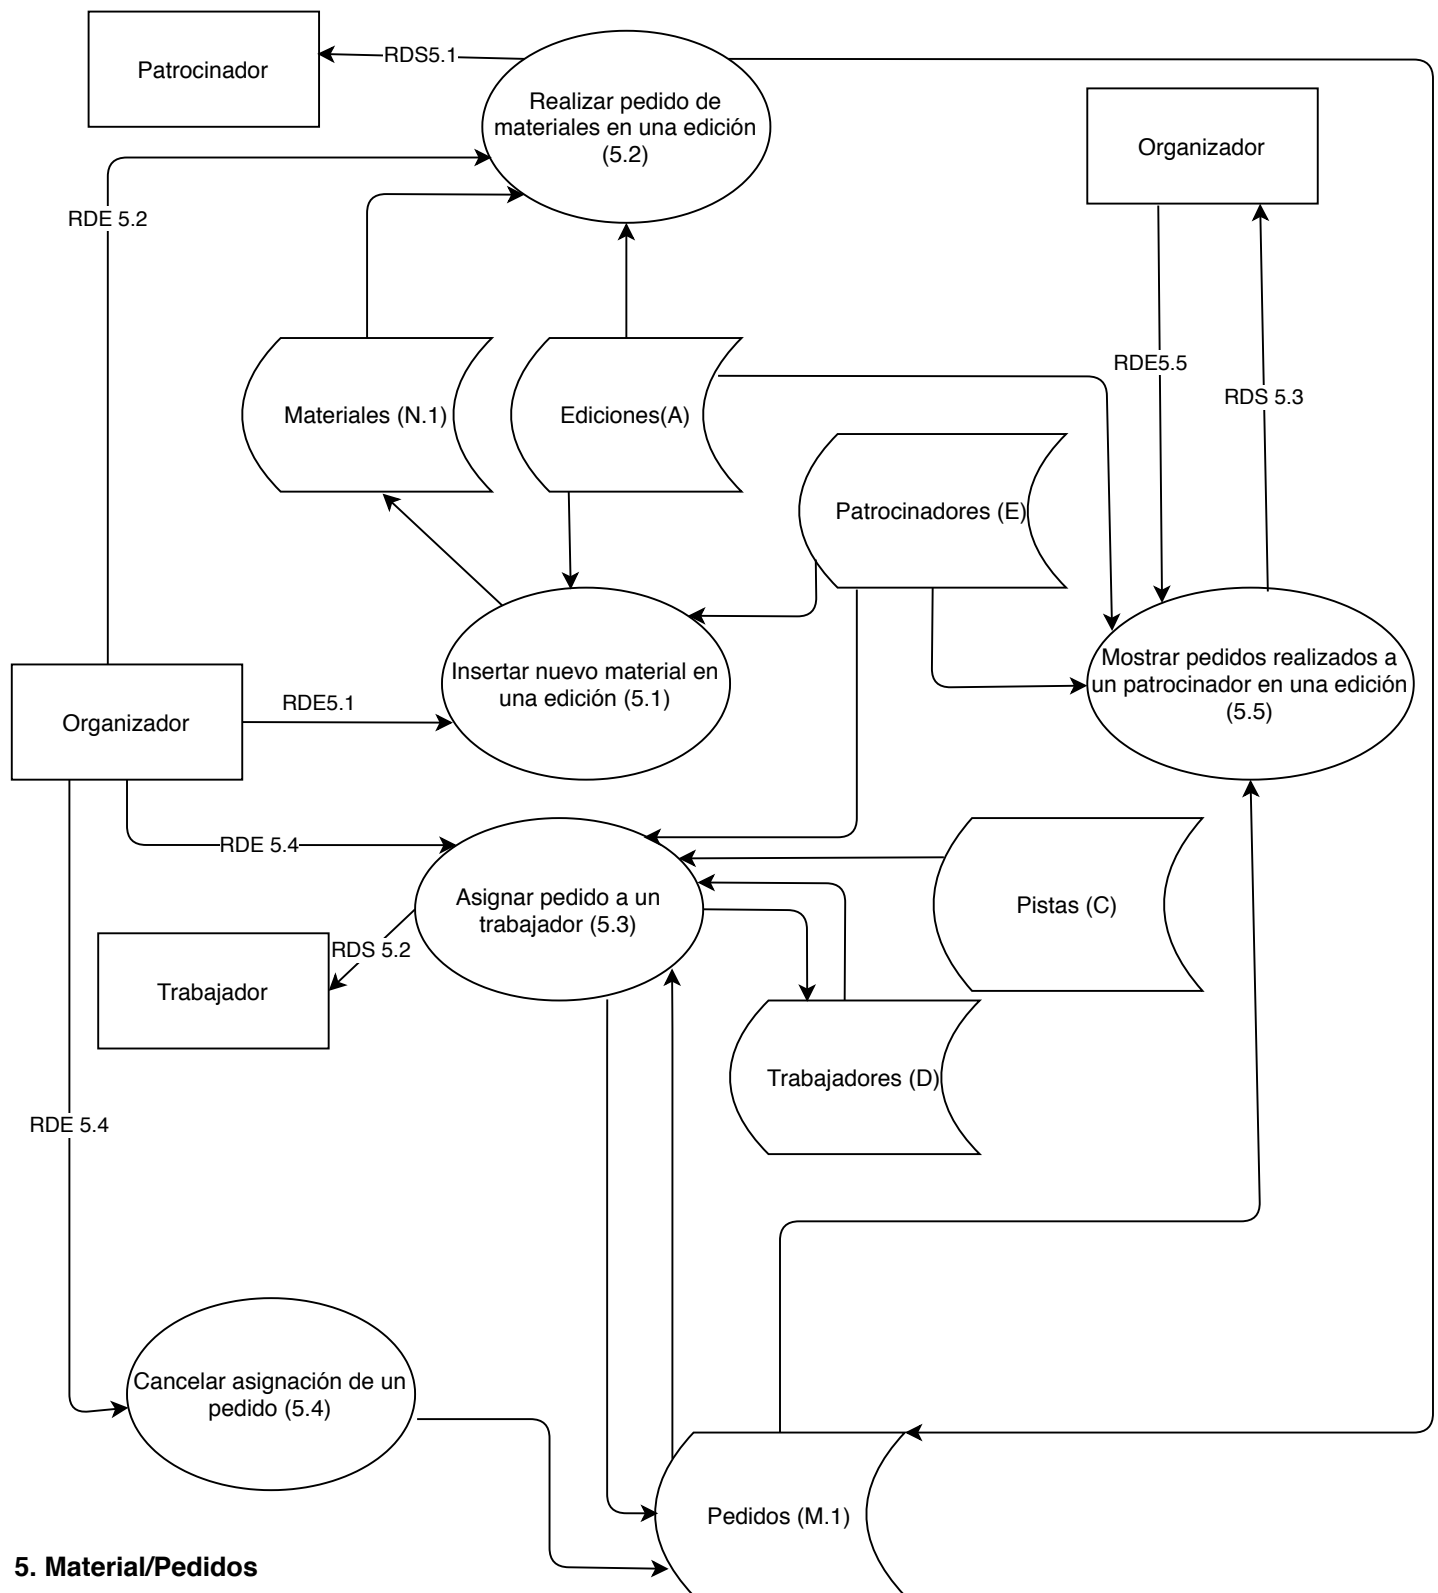 RDS5.1
Patrocinador
Realizar pedido de
materiales en una edición
(5.2)
Organizador
RDE 5.2
RDE5.5
RDS 5.3
Materiales (N.1)
Ediciones(A)
Patrocinadores (E)
Insertar nuevo material en
una edición (5.1)
Mostrar pedidos realizados a
un patrocinador en una edición
(5.5)
RDE5.1
Organizador
RDE 5.4
Asignar pedido a un
trabajador (5.3)
Pistas (C)
RDS 5.2
Trabajador
Trabajadores (D)
RDE 5.4
Cancelar asignación de un
pedido (5.4)
Pedidos (M.1)
5. Material/Pedidos